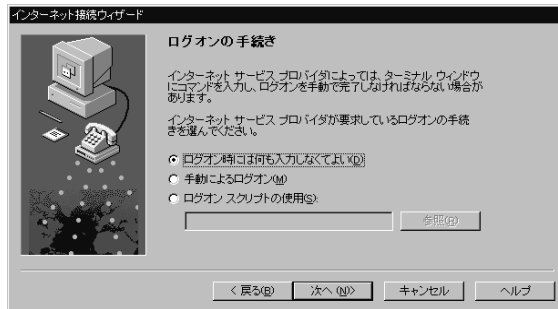 インターネット接続ウィザード
ログオンの手続き
インターネット サービス プロバイダによっては、ターミナル ウィンドウ
にコマンドを入力し、ログオンを手動で完了しなければならない場合が
あります。
インターネット サービス プロバイダが要求しているログオンの手続
きを選んでください。
ログオン時には何も入力しなくてよい(D)
手動によるログオン(M)
ログオン スクリプトの使用(S):
参照(R)
< 戻る(B)
次へ (N)>
キャンセル
ヘルプ